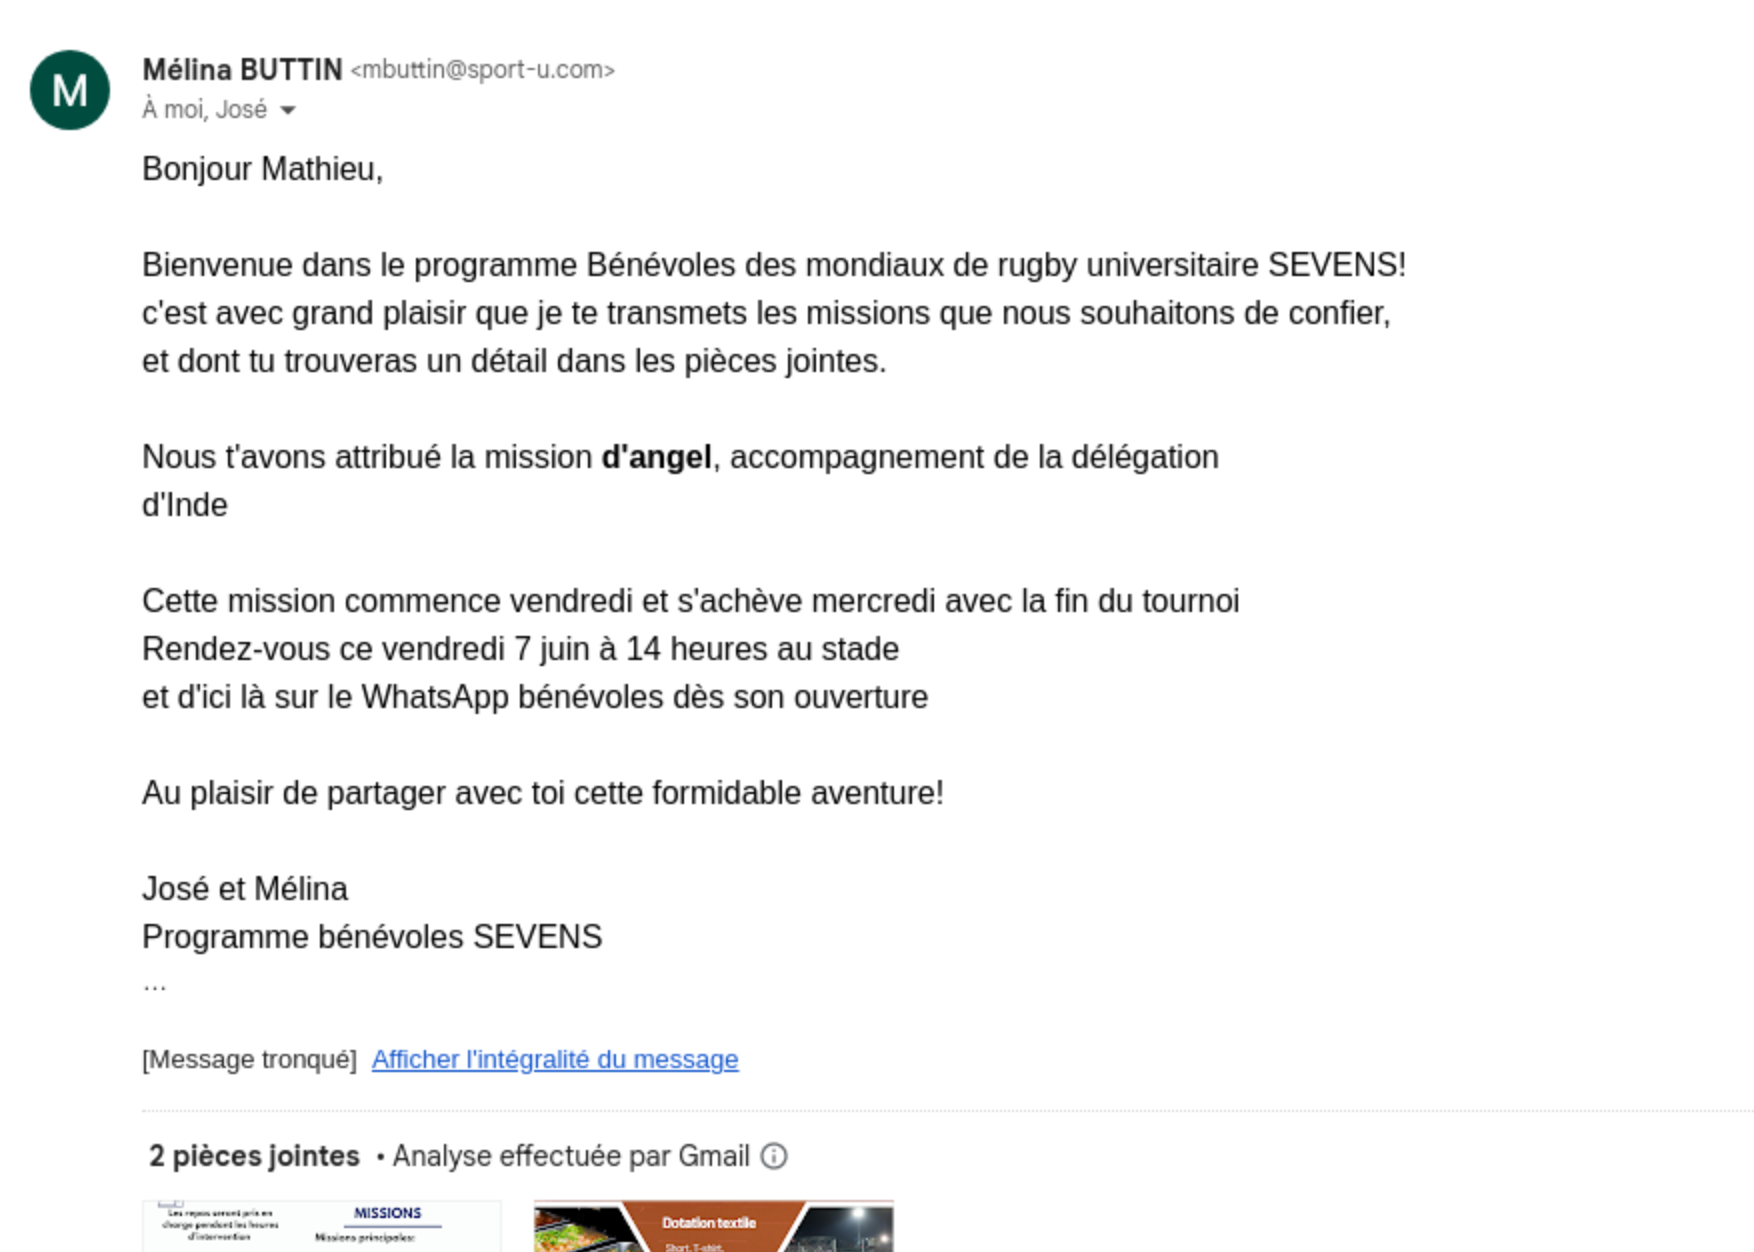 M
Mélina BUTTIN <mbuttin@sport-u.com>
À moi, José
Bonjour Mathieu,
Bienvenue dans le programme Bénévoles des mondiaux de rugby universitaire SEVENS!
c'est avec grand plaisir que je te transmets les missions que nous souhaitons de confier,
et dont tu trouveras un détail dans les pièces jointes.
Nous t'avons attribué la mission d'angel, accompagnement de la délégation
d'Inde
Cette mission commence vendredi et s'achève mercredi avec la fin du tournoi
Rendez-vous ce vendredi 7 juin à 14 heures au stade
et d'ici là sur le WhatsApp bénévoles dès son ouverture
Au plaisir de partager avec toi cette formidable aventure!
José et Mélina
Programme bénévoles SEVENS
...
[Message tronqué] Afficher l'intégralité du message
2 pièces jointes • Analyse effectuée par Gmail
Les repas seront pris en
charge pendant les heures
d'intervention
MISSIONS
Missions principales:
Dotation textile
Short, T-shirt,